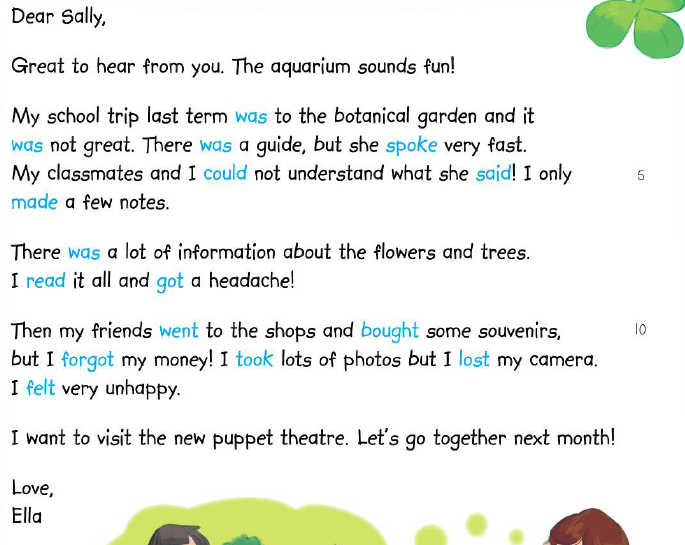 Dear Sally,
Great to hear from you. The aquarium sounds fun!
My school trip last term was to the botanical garden and it
was not great. There was a guide, but she spoke very fast.
My classmates and I could not understand what she said! I only 5
made a few notes.
There was a lot of information about the flowers and trees.
I read it all and got a headache!
Then my friends went to the shops and bought some souvenirs, 10
but I forgot my money! I took lots of photos but I lost my camera.
I felt very unhappy.
I want to visit the new puppet theatre. Let's go together next month!
Love,
Ella